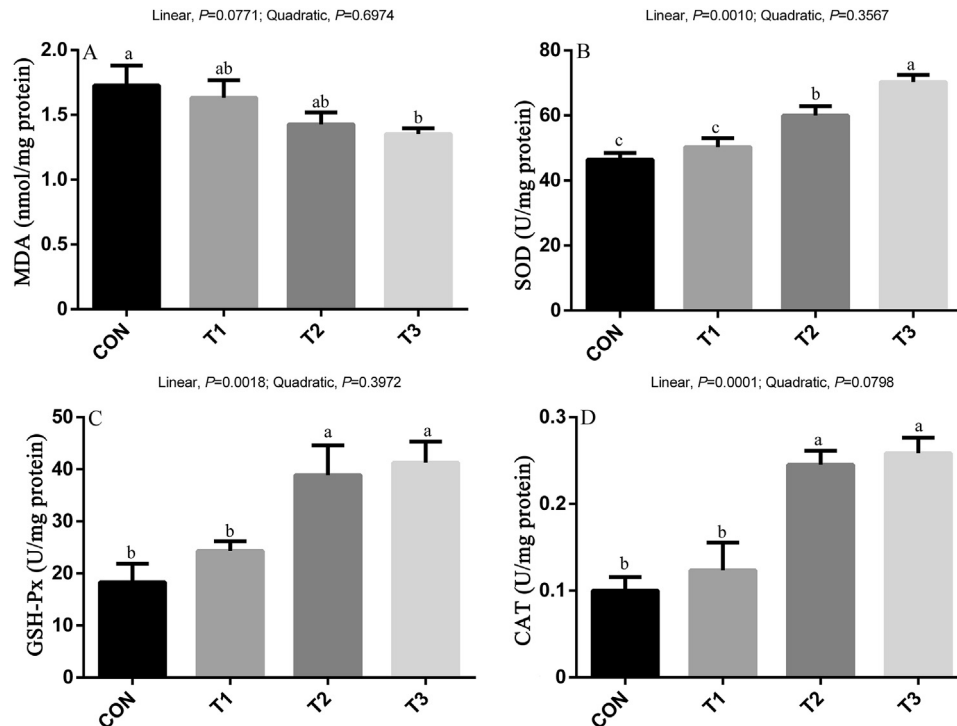 Linear, P=0.0771; Quadratic, P=0.6974
A
MDA (nmol/mg protein)
2.0
1.5
1.0
0.5
0
a
ab
ab
b
CON
T1
T2
T3
Linear, P=0.0010; Quadratic, P=0.3567
B
SOD (U/mg protein)
80
60
40
20
0
c
c
b
a
CON
T1
T2
T3
Linear, P=0.0018; Quadratic, P=0.3972
C
GSH-Px (U/mg protein)
50
40
30
20
10
0
b
b
a
a
CON
T1
T2
T3
Linear, P=0.0001; Quadratic, P=0.0798
D
CAT (U/mg protein)
0.3
0.2
0.1
0
b
b
a
a
CON
T1
T2
T3